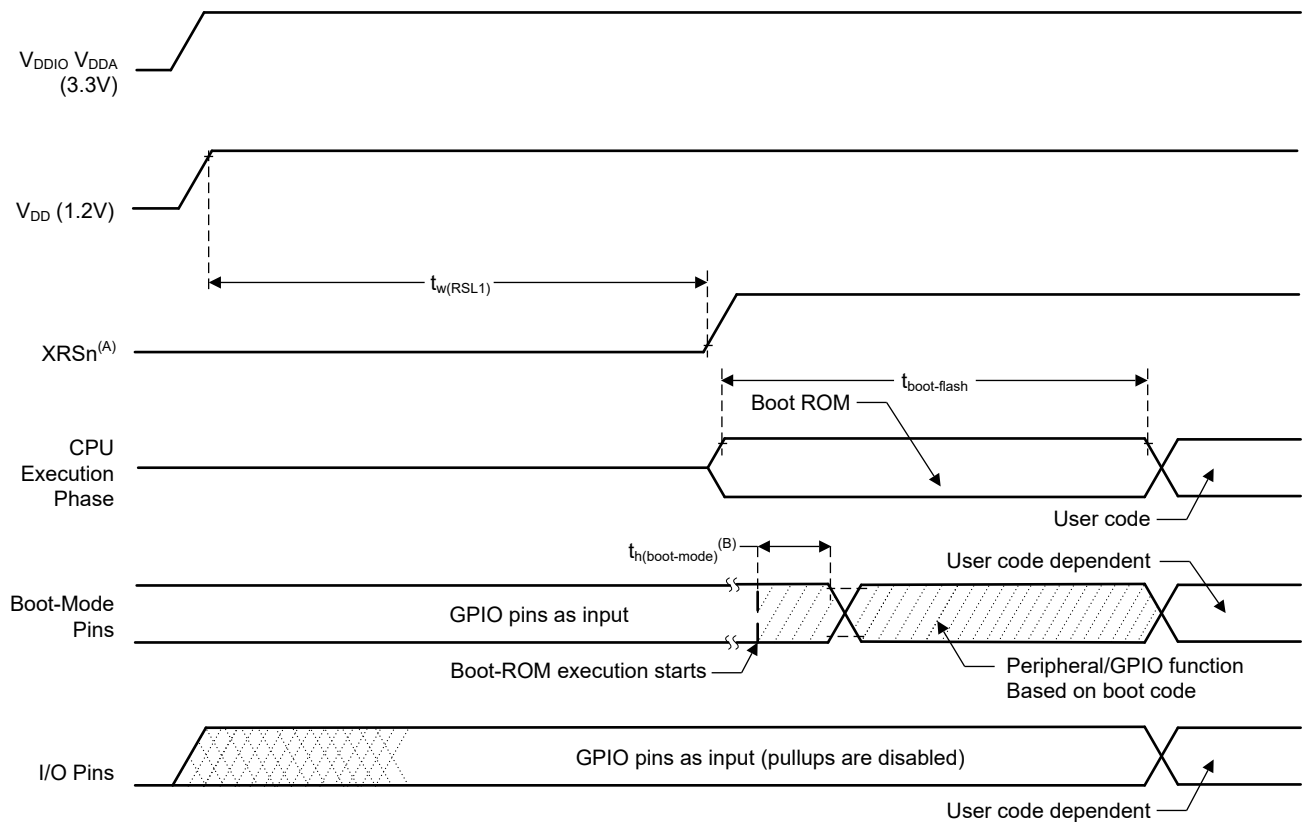 VDDIO VDDA
(3.3V)
VDD (1.2V)
tw(RSL1)
XRSn(A)
tboot-flash
Boot ROM
CPU
Execution
Phase
User code
th(boot-mode)(B)
User code dependent
Boot-Mode
Pins
GPIO pins as input
Boot-ROM execution starts
Peripheral/GPIO function
Based on boot code
I/O Pins
GPIO pins as input (pullups are disabled)
User code dependent